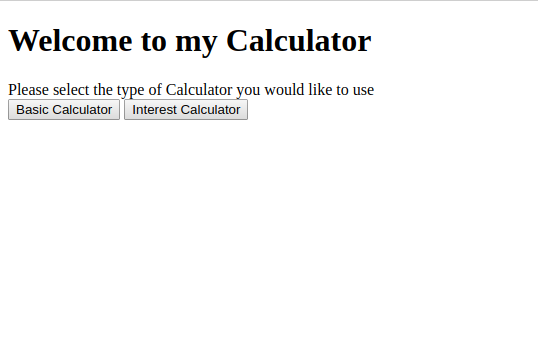 Welcome to my Calculator
Please select the type of Calculator you would like to use
Basic Calculator Interest Calculator